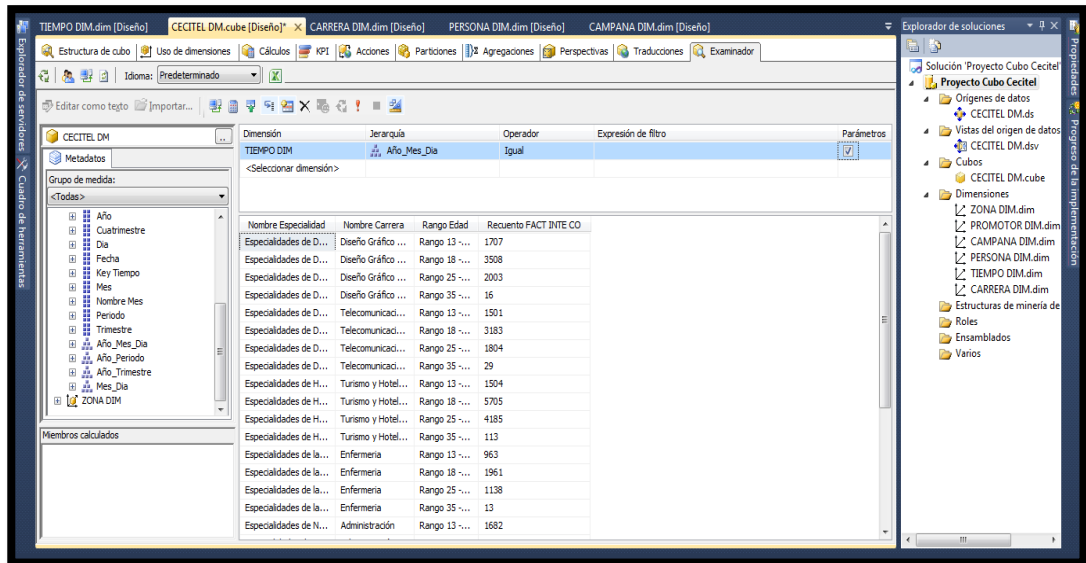 TIEMPO DIM.dim [Diseño] CECITEL DM.cube [Diseño]* X CARRERA DIM.dim [Diseño] PERSONA DIM.dim [Diseño] CAMPANA DIM.dim [Diseño]
Explorador de servidores
Cuadro de herramientas
Estructura de cubo Uso de dimensiones Cálculos KPI Acciones Particiones Agregaciones Perspectivas Traducciones Examinador
Idioma: Predeterminado
Editar como texto Importar...
CECITEL DM ..
Metadatos
Grupo de medida:
<Todas>
Año
Cuatrimestre
Dia
Fecha
Key Tiempo
Mes
Nombre Mes
Periodo
Trimestre
Año_Mes_Dia
Año_Periodo
Año_Trimestre
Mes_Dia
ZONA DIM
Miembros calculados
Dimensión Jerarquía Operador Expresión de filtro Parámetros
TIEMPO DIM Año_Mes_Dia Igual
<Seleccionar dimensión>
Nombre Especialidad Nombre Carrera Rango Edad Recuento FACT INTE CO
Especialidades de D... Diseño Gráfico ... Rango 13 -... 1707
Especialidades de D... Diseño Gráfico ... Rango 18 -... 3508
Especialidades de D... Diseño Gráfico ... Rango 25 -... 2003
Especialidades de D... Diseño Gráfico ... Rango 35 -... 16
Especialidades de D... Telecomunicaci... Rango 13 -... 1501
Especialidades de D... Telecomunicaci... Rango 18 -... 3183
Especialidades de D... Telecomunicaci... Rango 25 -... 1804
Especialidades de D... Telecomunicaci... Rango 35 -... 29
Especialidades de H... Turismo y Hotel... Rango 13 -... 1504
Especialidades de H... Turismo y Hotel... Rango 18 -... 5705
Especialidades de H... Turismo y Hotel... Rango 25 -... 4185
Especialidades de H... Turismo y Hotel... Rango 35 -... 113
Especialidades de la... Enfermeria Rango 13 -... 963
Especialidades de la... Enfermeria Rango 18 -... 1961
Especialidades de la... Enfermeria Rango 25 -... 1138
Especialidades de la... Enfermeria Rango 35 -... 13
Especialidades de N... Administración Rango 13 -... 1682
Explorador de soluciones
Solución 'Proyecto Cubo Cecitel'
Proyecto Cubo Cecitel
Orígenes de datos
CECITEL DM.ds
Vistas del origen de datos
CECITEL DM.dsv
Cubos
CECITEL DM.cube
Dimensiones
ZONA DIM.dim
PROMOTOR DIM.dim
CAMPANA DIM.dim
PERSONA DIM.dim
TIEMPO DIM.dim
CARRERA DIM.dim
Estructuras de minería de
Roles
Ensamblados
Varios
Propiedades
Progreso de la implementación